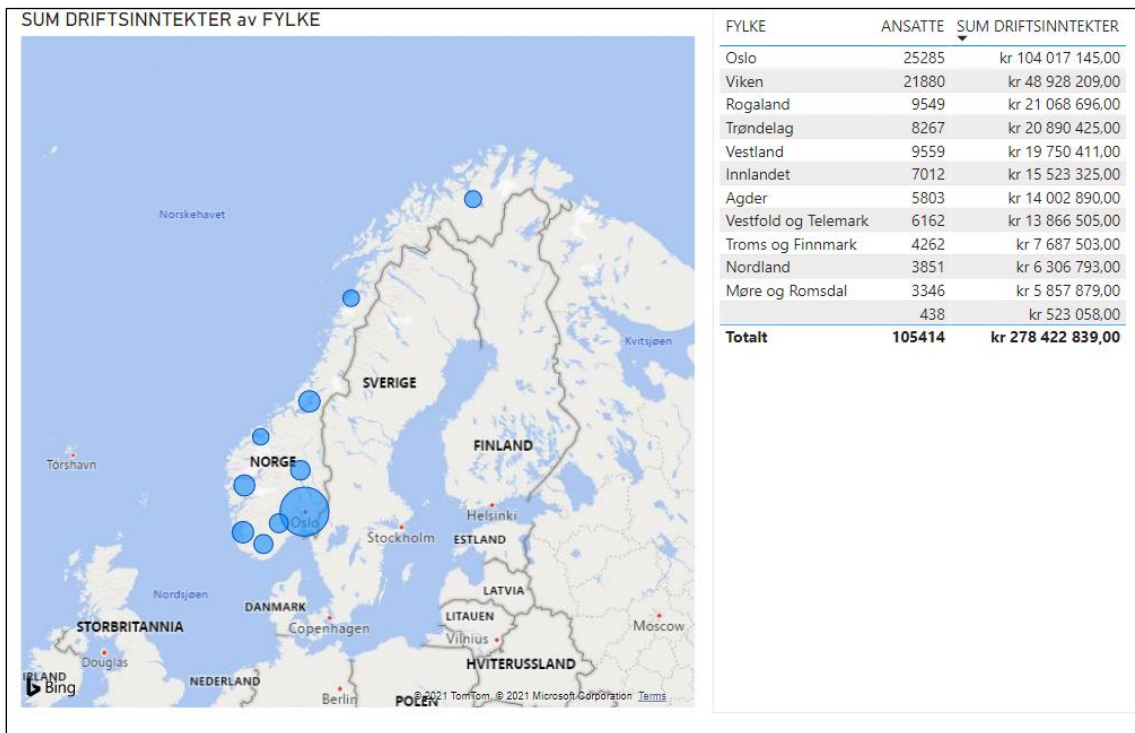 SUM DRIFTSINNTEKTER av FYLKE
Norskehavet
Kvitsjøen
SVERIGE
Tórshavn
NORGE
FINLAND
Oslo
Helsinki
Stockholm
ESTLAND
Nordsjøen
LATVIA
DANMARK
LITAUEN
STORBRITANNIA
Copenhagen
Vilnius
Moscow
Douglas
HVITERUSSLAND
IRLAND
NEDERLAND
Bing
Berlin
POLEN
© 2021 TomTom, © 2021 Microsoft Corporation Terms
FYLKE ANSATTE SUM DRIFTSINNTEKTER
Oslo 25285 kr 104 017 145,00
Viken 21880 kr 48 928 209,00
Rogaland 9549 kr 21 068 696,00
Trøndelag 8267 kr 20 890 425,00
Vestland 9559 kr 19 750 411,00
Innlandet 7012 kr 15 523 325,00
Agder 5803 kr 14 002 890,00
Vestfold og Telemark 6162 kr 13 866 505,00
Troms og Finnmark 4262 kr 7 687 503,00
Nordland 3851 kr 6 306 793,00
Møre og Romsdal 3346 kr 5 857 879,00
438 kr 523 058,00
Totalt 105414 kr 278 422 839,00